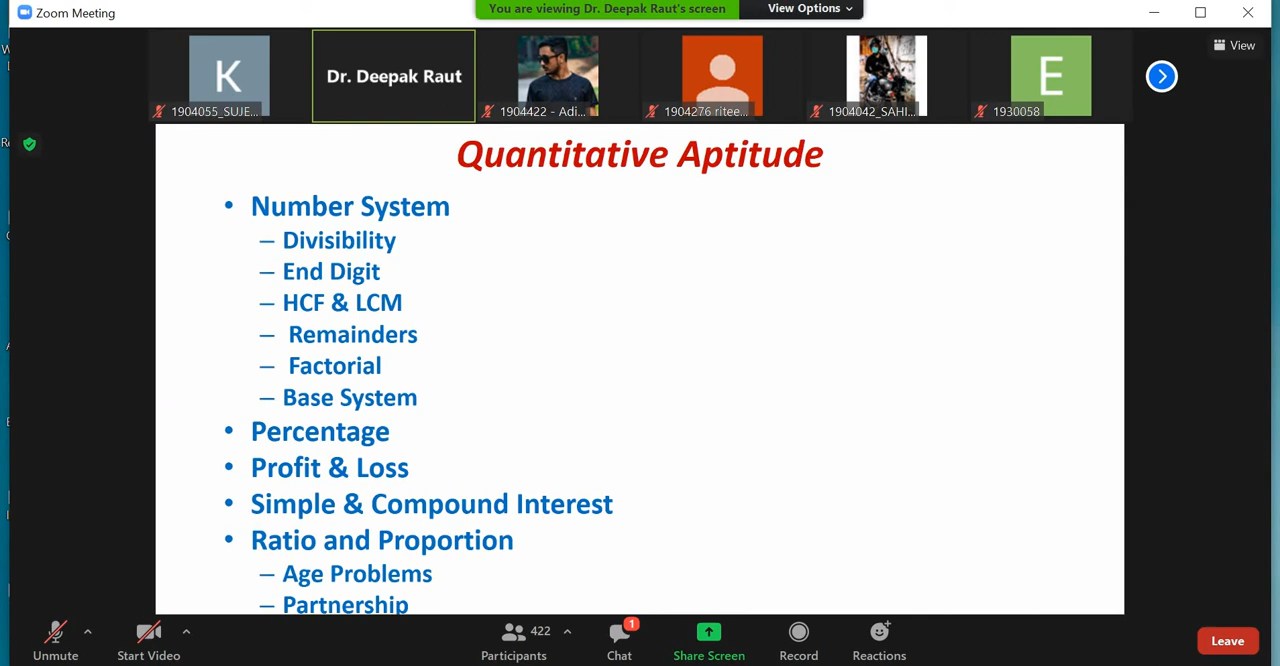 Zoom Meeting
You are viewing Dr. Deepak Raut's screen
View Options
View
K
Dr. Deepak Raut
E
1904055_SUJE...
1904422 - Adi...
1904276 ritee...
1904042_SAHI...
1930058
Quantitative Aptitude
• Number System
– Divisibility
– End Digit
– HCF & LCM
– Remainders
– Factorial
– Base System
• Percentage
• Profit & Loss
• Simple & Compound Interest
• Ratio and Proportion
– Age Problems
– Partnership
422
1
Unmute
Start Video
Participants
Chat
Share Screen
Record
Reactions
Leave